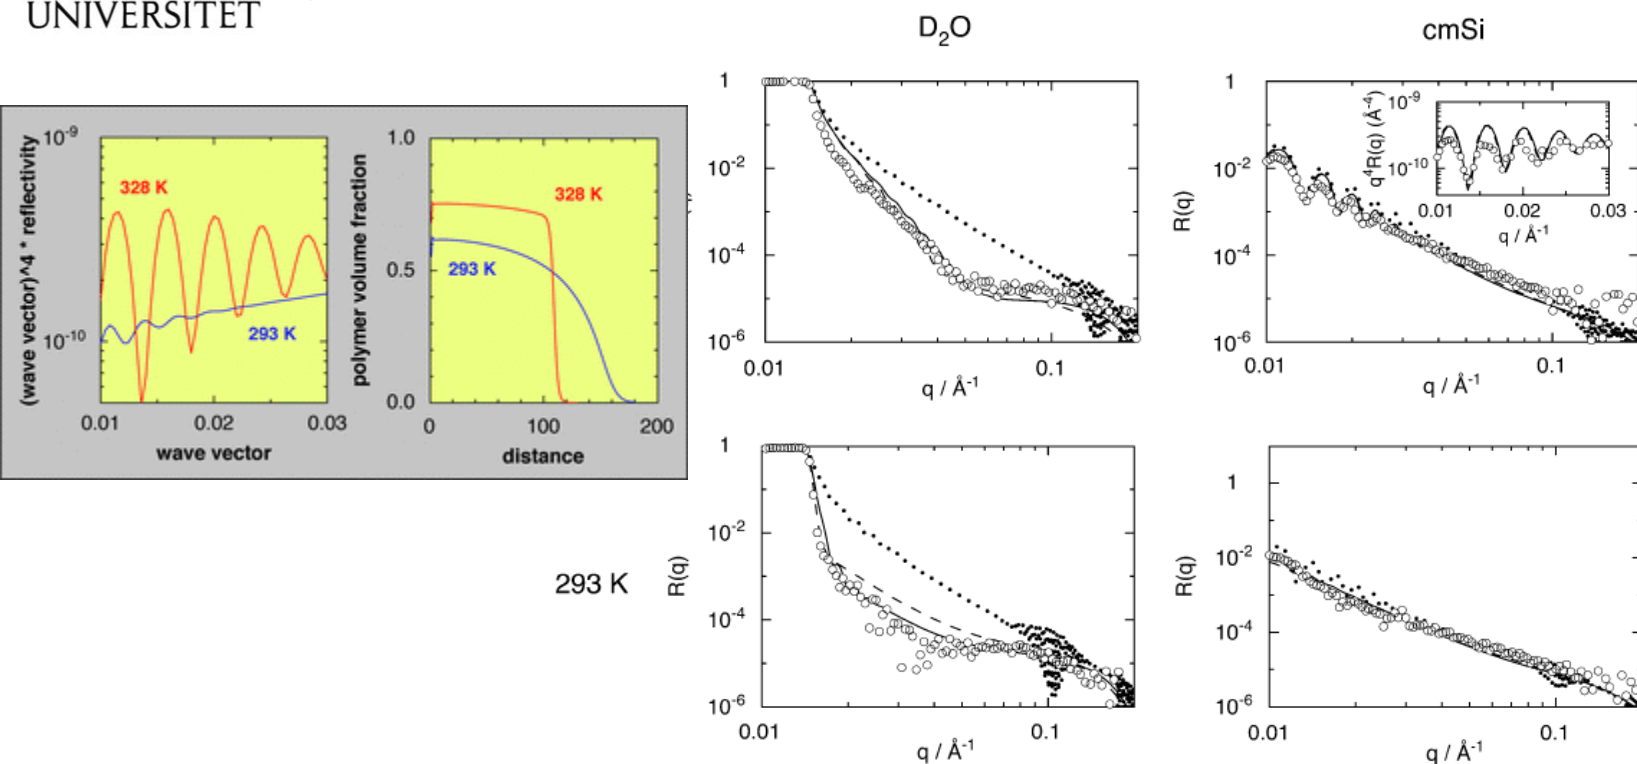 UNIVERSITET
(wave vector)^4 * reflectivity
10-9
10-10
328 K
293 K
0.01
0.02
0.03
wave vector
polymer volume fraction
1.0
0.5
0.0
328 K
293 K
0
100
200
distance
D2O
1
10-2
10-4
10-6
0.01
0.1
q / Å-1
cmSi
R(q)
1
10-2
10-4
10-6
0.01
0.1
q / Å-1
q4R(q) (Å-4)
10-9
10-10
0.01
0.02
0.03
q / Å-1
293 K
R(q)
1
10-2
10-4
10-6
0.01
0.1
q / Å-1
R(q)
1
10-2
10-4
10-6
0.01
0.1
q / Å-1